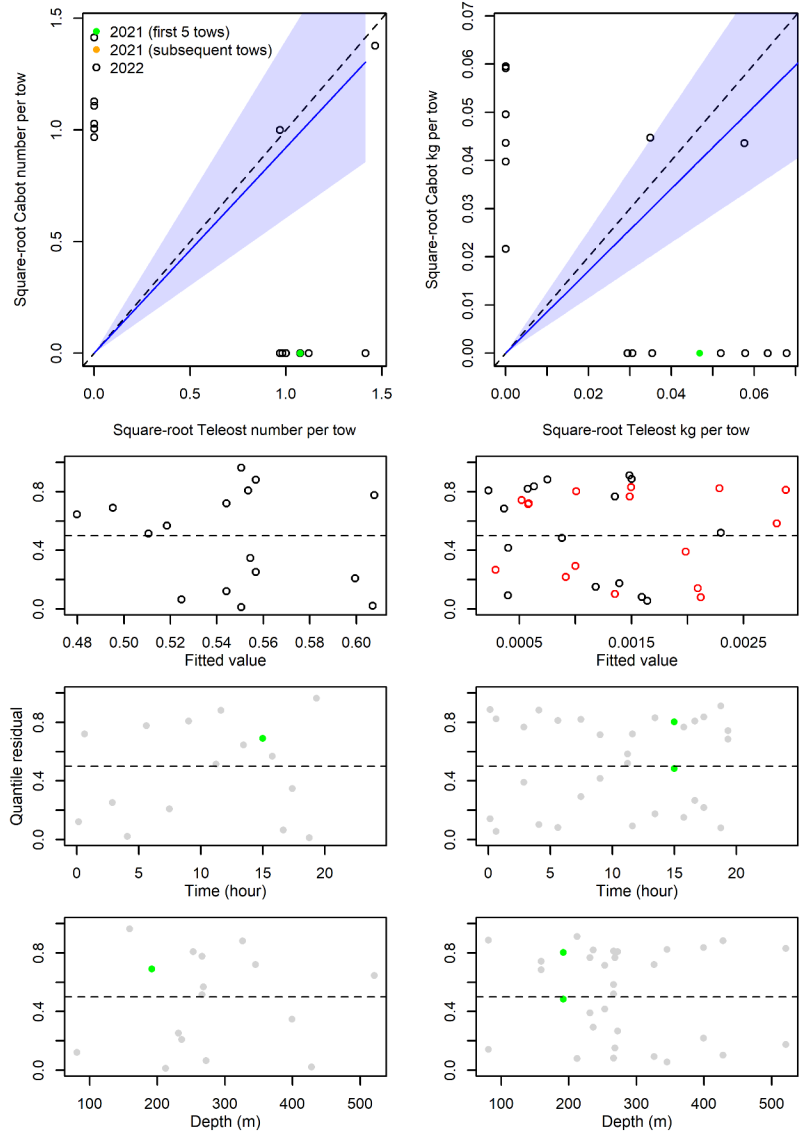 2021 (first 5 tows)
2021 (subsequent tows)
2022
Square-root Cabot number per tow
0.0 0.5 1.0 1.5
0.0 0.5 1.0 1.5
Square-root Teleost number per tow
Square-root Cabot kg per tow
0.00 0.01 0.02 0.03 0.04 0.05 0.06 0.07
0.00 0.02 0.04 0.06
Square-root Teleost kg per tow
0.0 0.4 0.8
0.48 0.50 0.52 0.54 0.56 0.58 0.60
Fitted value
0.0 0.4 0.8
0.0005 0.0015 0.0025
Fitted value
Quantile residual
0.0 0.4 0.8
0 5 10 15 20
Time (hour)
0.0 0.4 0.8
0 5 10 15 20
Time (hour)
0.0 0.4 0.8
100 200 300 400 500
Depth (m)
0.0 0.4 0.8
100 200 300 400 500
Depth (m)